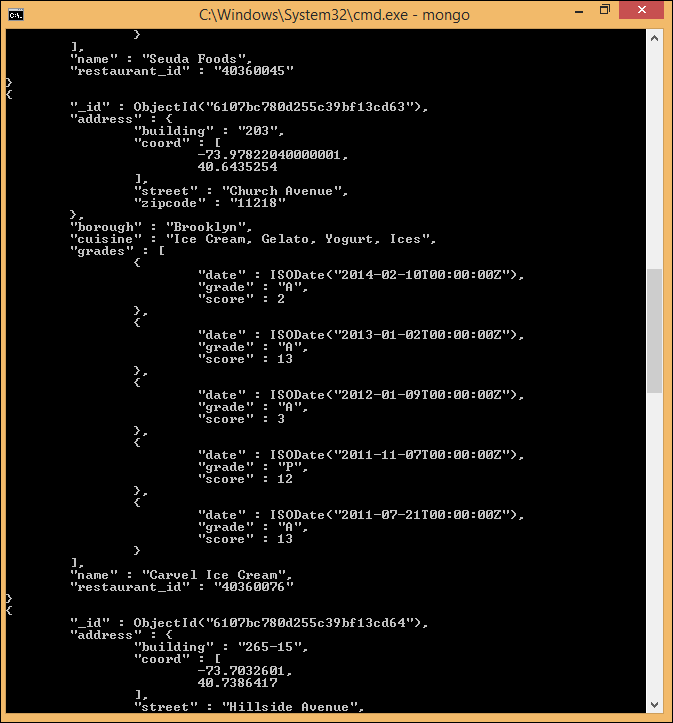 C:\Windows\System32\cmd.exe - mongo
}
],
"name" : "Seuda Foods",
"restaurant_id" : "40360045"
}
{
"_id" : ObjectId("6107bc780d255c39bf13cd63"),
"address" : {
"building" : "203",
"coord" : [
-73.97822040000001,
40.6435254
],
"street" : "Church Avenue",
"zipcode" : "11218"
},
"borough" : "Brooklyn",
"cuisine" : "Ice Cream, Gelato, Yogurt, Ices",
"grades" : [
{
"date" : ISODate("2014-02-10T00:00:00Z"),
"grade" : "A",
"score" : 2
},
{
"date" : ISODate("2013-01-02T00:00:00Z"),
"grade" : "A",
"score" : 13
},
{
"date" : ISODate("2012-01-09T00:00:00Z"),
"grade" : "A",
"score" : 3
},
{
"date" : ISODate("2011-11-07T00:00:00Z"),
"grade" : "P",
"score" : 12
},
{
"date" : ISODate("2011-07-21T00:00:00Z"),
"grade" : "A",
"score" : 13
}
],
"name" : "Carvel Ice Cream",
"restaurant_id" : "40360076"
}
{
"_id" : ObjectId("6107bc780d255c39bf13cd64"),
"address" : {
"building" : "265-15",
"coord" : [
-73.7032601,
40.7386417
],
"street" : "Hillside Avenue",